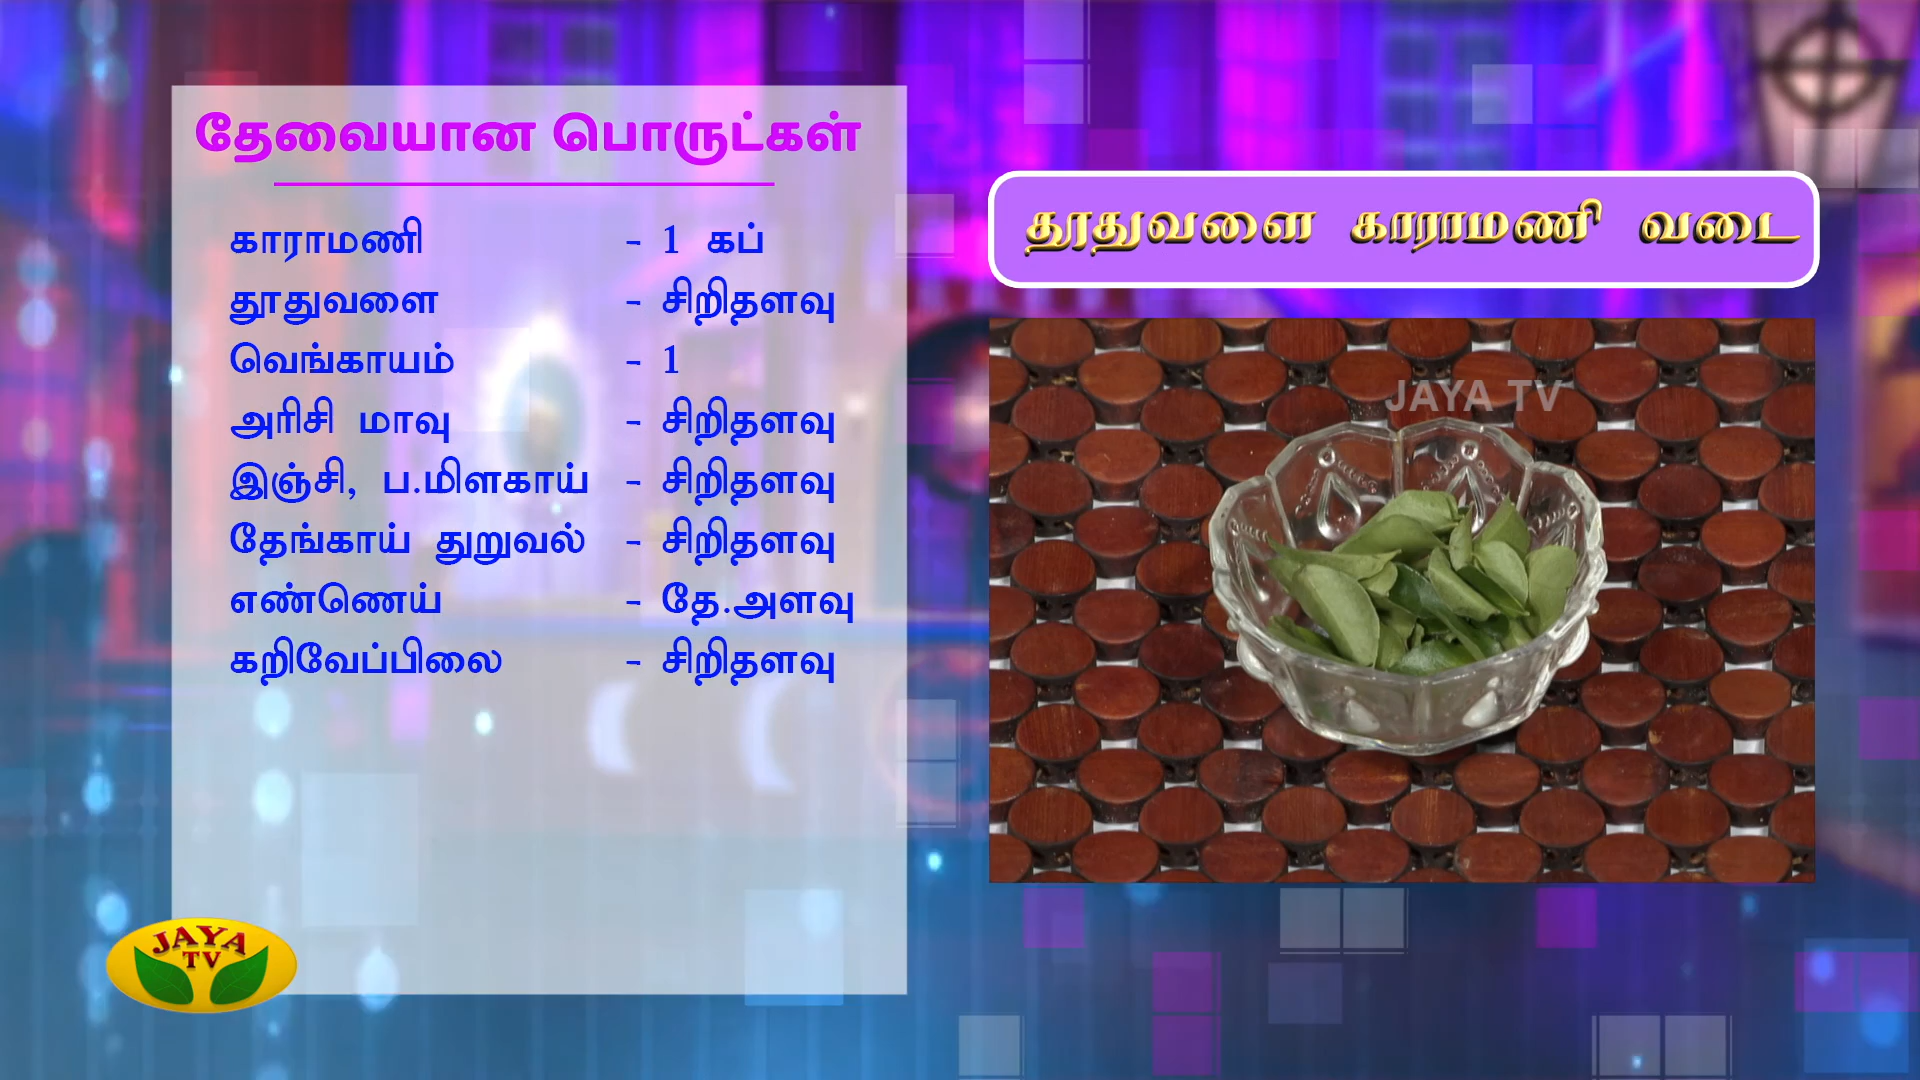 தேவையான பொருட்கள்
காராமணி - 1 கப்
தூதுவளை - சிறிதளவு
வெங்காயம் - 1
அரிசி மாவு - சிறிதளவு
இஞ்சி, ப.மிளகாய் - சிறிதளவு
தேங்காய் துறுவல் - சிறிதளவு
எண்ணெய் - தே.அளவு
கறிவேப்பிலை - சிறிதளவு
தூதுவளை காராமணி வடை
JAYA TV
JAYA
TV